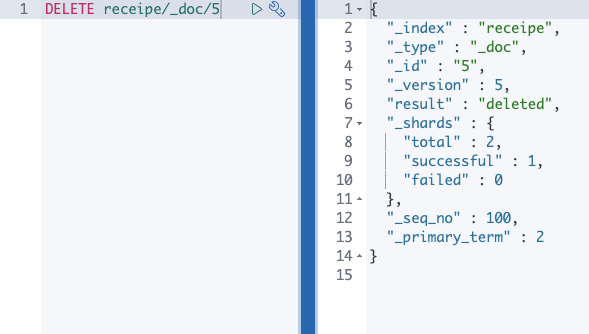 1 DELETE receipe/_doc/5
1 {
2 "_index" : "receipe",
3 "_type" : "_doc",
4 "_id" : "5",
5 "_version" : 5,
6 "result" : "deleted",
7 "_shards" : {
8 "total" : 2,
9 "successful" : 1,
10 "failed" : 0
11 },
12 "_seq_no" : 100,
13 "_primary_term" : 2
14 }
15